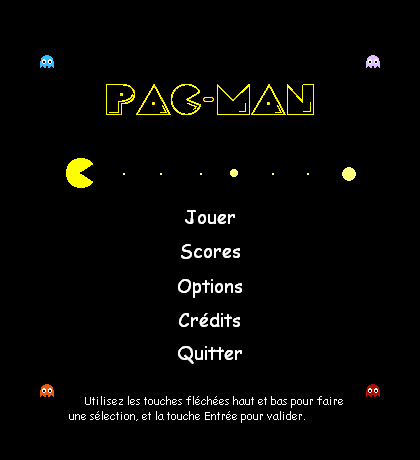 PAC-MAN
Jouer
Scores
Options
Crédits
Quitter
Utilisez les touches fléchées haut et bas pour faire
une sélection, et la touche Entrée pour valider.